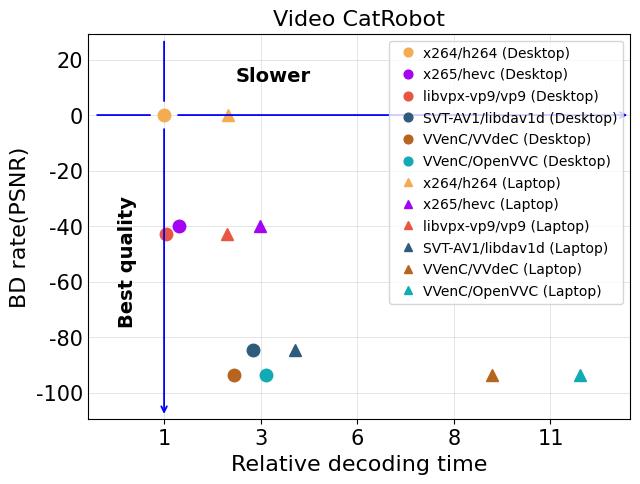 Video CatRobot
Slower
Best quality
BD rate(PSNR)
20
0
-20
-40
-60
-80
-100
1
3
6
8
11
Relative decoding time
x264/h264 (Desktop)
x265/hevc (Desktop)
libvpx-vp9/vp9 (Desktop)
SVT-AV1/libdav1d (Desktop)
VVenC/VVdeC (Desktop)
VVenC/OpenVVC (Desktop)
x264/h264 (Laptop)
x265/hevc (Laptop)
libvpx-vp9/vp9 (Laptop)
SVT-AV1/libdav1d (Laptop)
VVenC/VVdeC (Laptop)
VVenC/OpenVVC (Laptop)